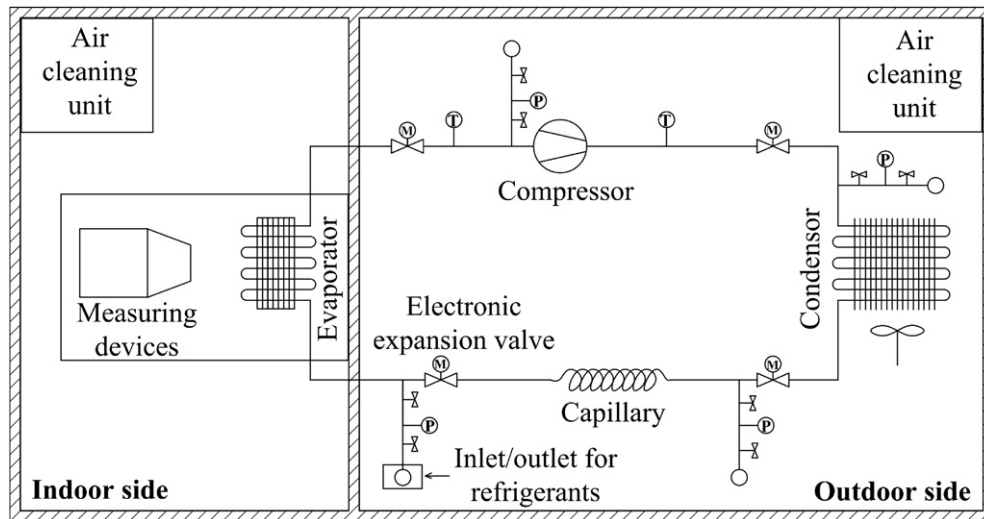 Air
cleaning
unit
Air
cleaning
unit
P
M
T
T
M
P
Compressor
Evaporator
Condensor
Measuring
devices
Electronic
expansion valve
M
M
Capillary
P
P
Inlet/outlet for
refrigerants
Indoor side
Outdoor side